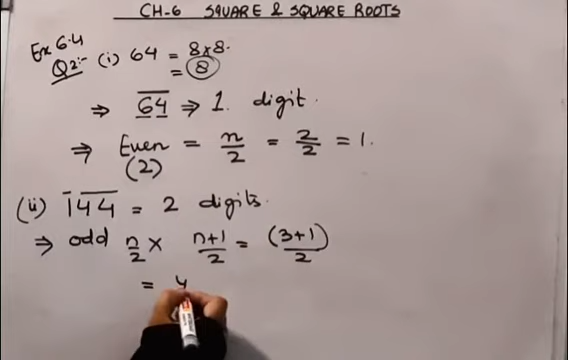 CH-6 SQUARE & SQUARE ROOTS
Ex 6.4
Q2:- (i) 64 = 8×8.
= 8
⇒ 64 ⇒ 1. digit.
⇒ Even = n/2 = 2/2 = 1.
(2)
(ii) 144 = 2 digits.
⇒ odd n/2 × n+1/2 = (3+1)/2
= 4